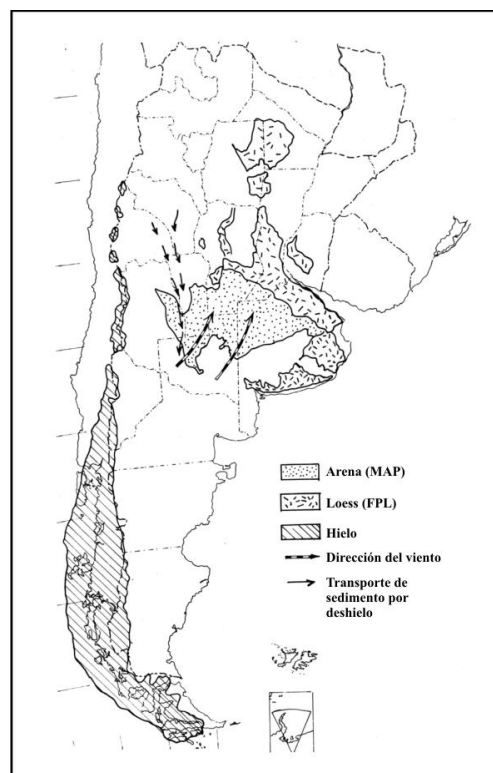 Arena (MAP)
Loess (FPL)
Hielo
Dirección del viento
Transporte de
sedimento por
deshielo